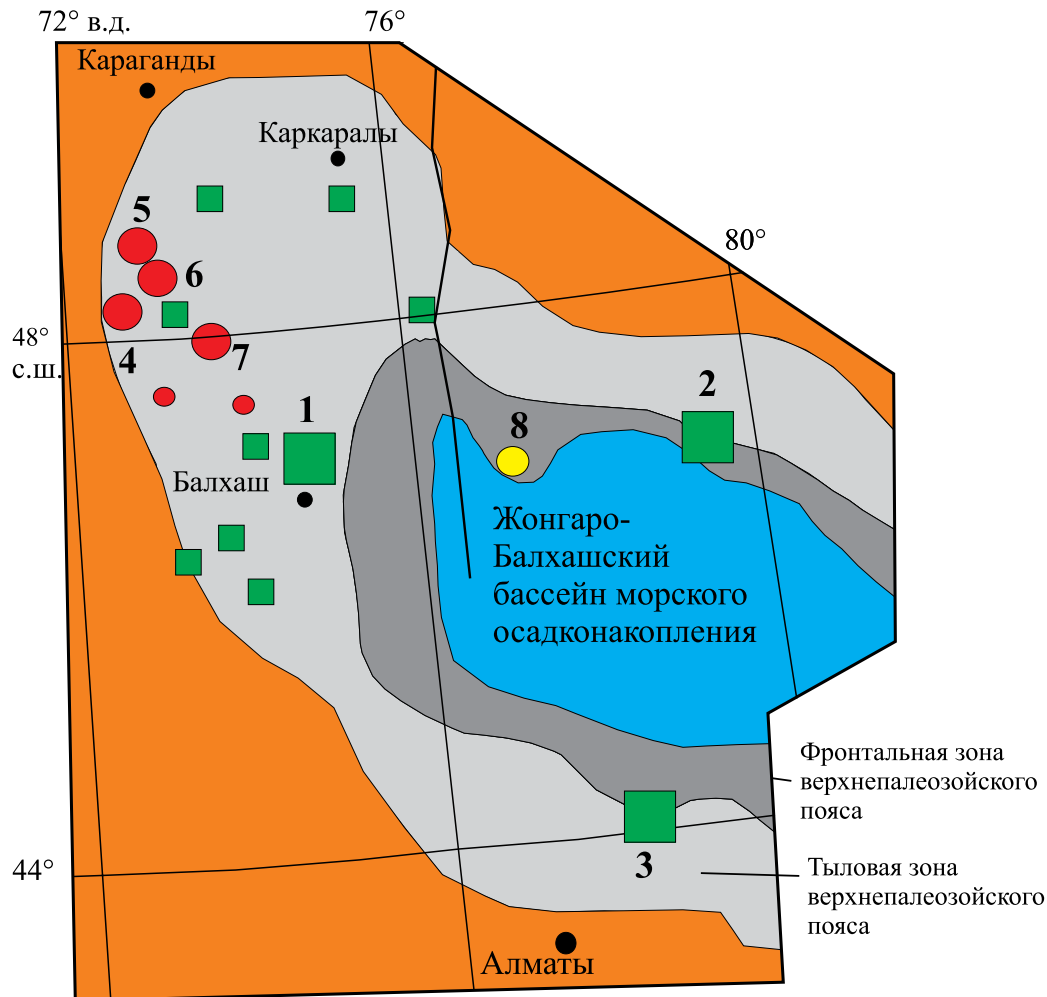 72° в.д.
76°
Караганды
Каркаралы
5
80°
6
48°
с.ш.
4
7
1
2
8
Балхаш
Жонгаро-
Балхашский
бассейн морского
осадконакопления
Фронтальная зона
верхнепалеозойского
пояса
44°
3
Тыловая зона
верхнепалеозойского
пояса
Алматы